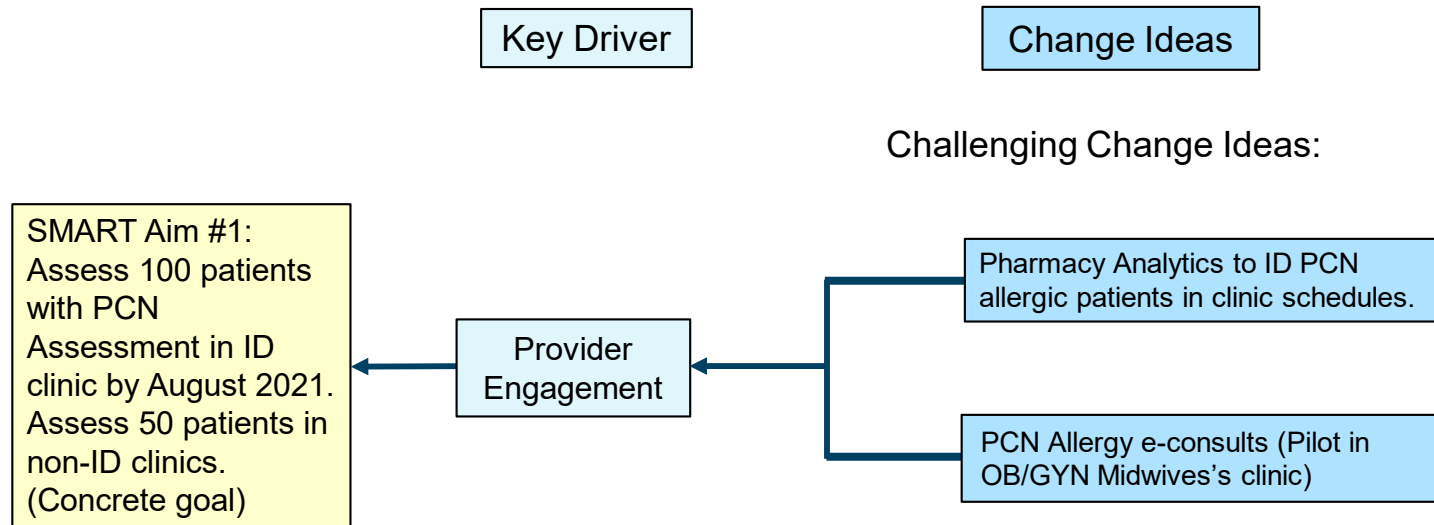 Key Driver
Change Ideas
Challenging Change Ideas:
SMART Aim #1:
Assess 100 patients
with PCN
Assessment in ID
clinic by August 2021.
Assess 50 patients in
non-ID clinics.
(Concrete goal)
Provider
Engagement
Pharmacy Analytics to ID PCN
allergic patients in clinic schedules.
PCN Allergy e-consults (Pilot in
OB/GYN Midwives's clinic)